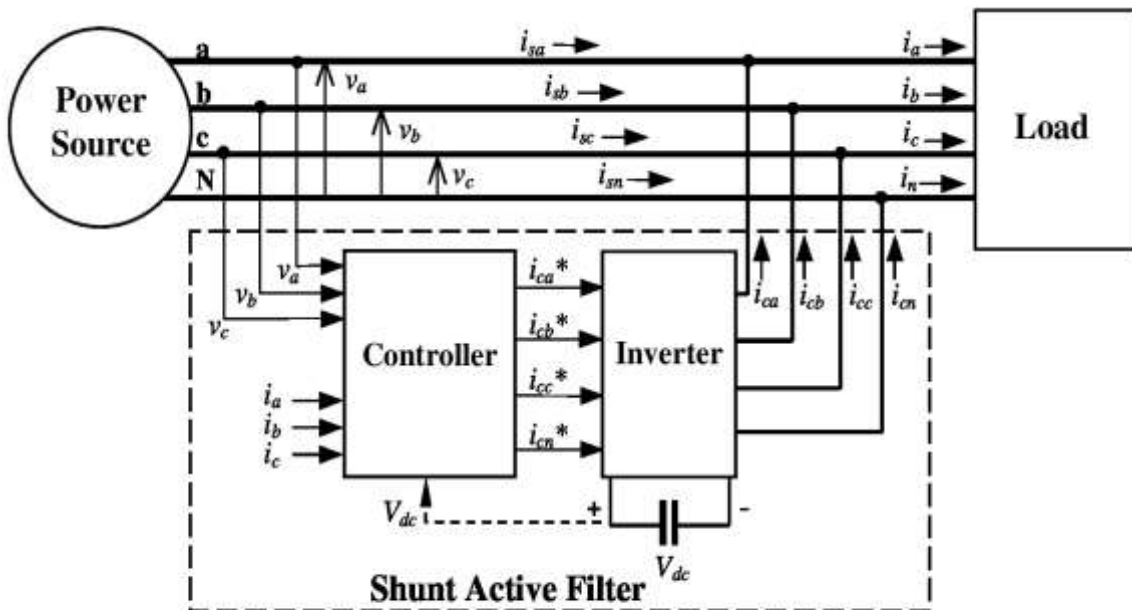 a
i_sa
i_a
v_a
Power
Source
b
i_sb
i_b
v_b
Load
c
i_sc
i_c
v_c
N
i_sn
i_n
v_a
v_b
v_c
i_ca*
i_cb*
i_cc*
i_cn*
i_ca
i_cb
i_cc
i_cn
Controller
Inverter
i_a
i_b
i_c
V_dc
+
-
V_dc
Shunt Active Filter